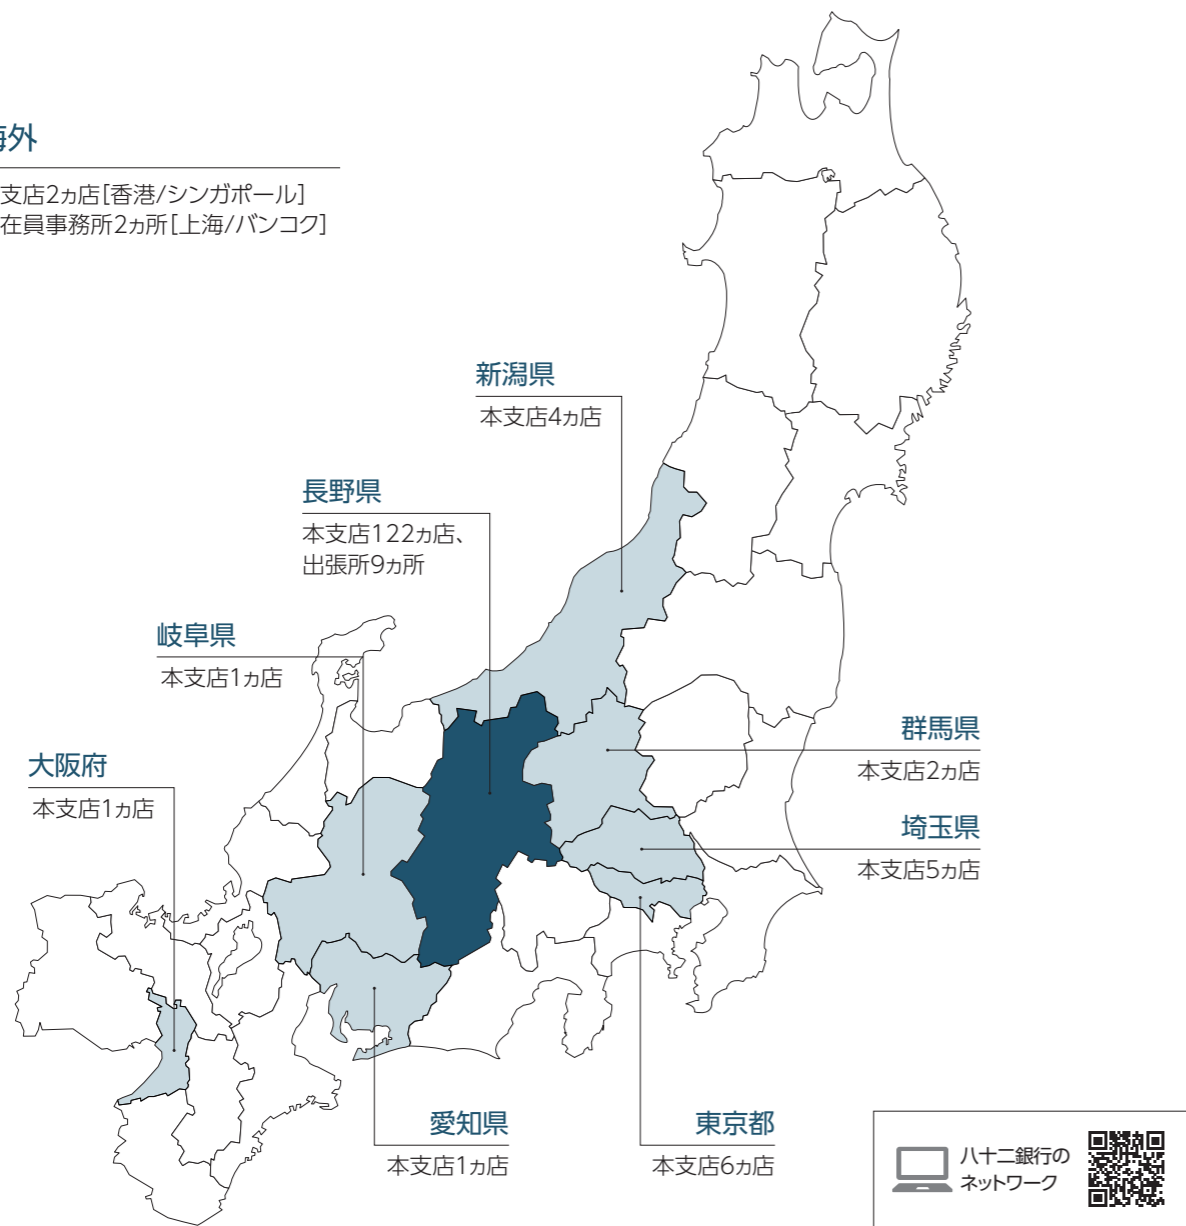 海外
支店2ヵ店[香港/シンガポール]
在員事務所2ヵ所[上海/バンコク]
新潟県
本支店4ヵ店
長野県
本支店122ヵ店、
出張所9ヵ所
岐阜県
本支店1ヵ店
大阪府
本支店1ヵ店
群馬県
本支店2ヵ店
埼玉県
本支店5ヵ店
愛知県
本支店1ヵ店
東京都
本支店6ヵ店
八十二銀行の
ネットワーク